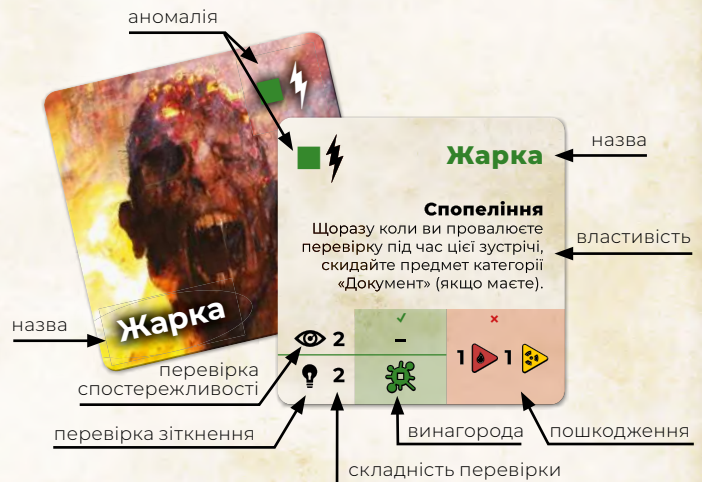 аномалія
Жарка
назва
Спопеління
Щоразу коли ви провалюєте
перевірку під час цієї зустрічі,
скидайте предмет категорії
«Документ» (якщо маєте).
властивість
Жарка
назва
2
–
1 1
2
перевірка
спостережливості
перевірка зіткнення
винагорода
пошкодження
складність перевірки